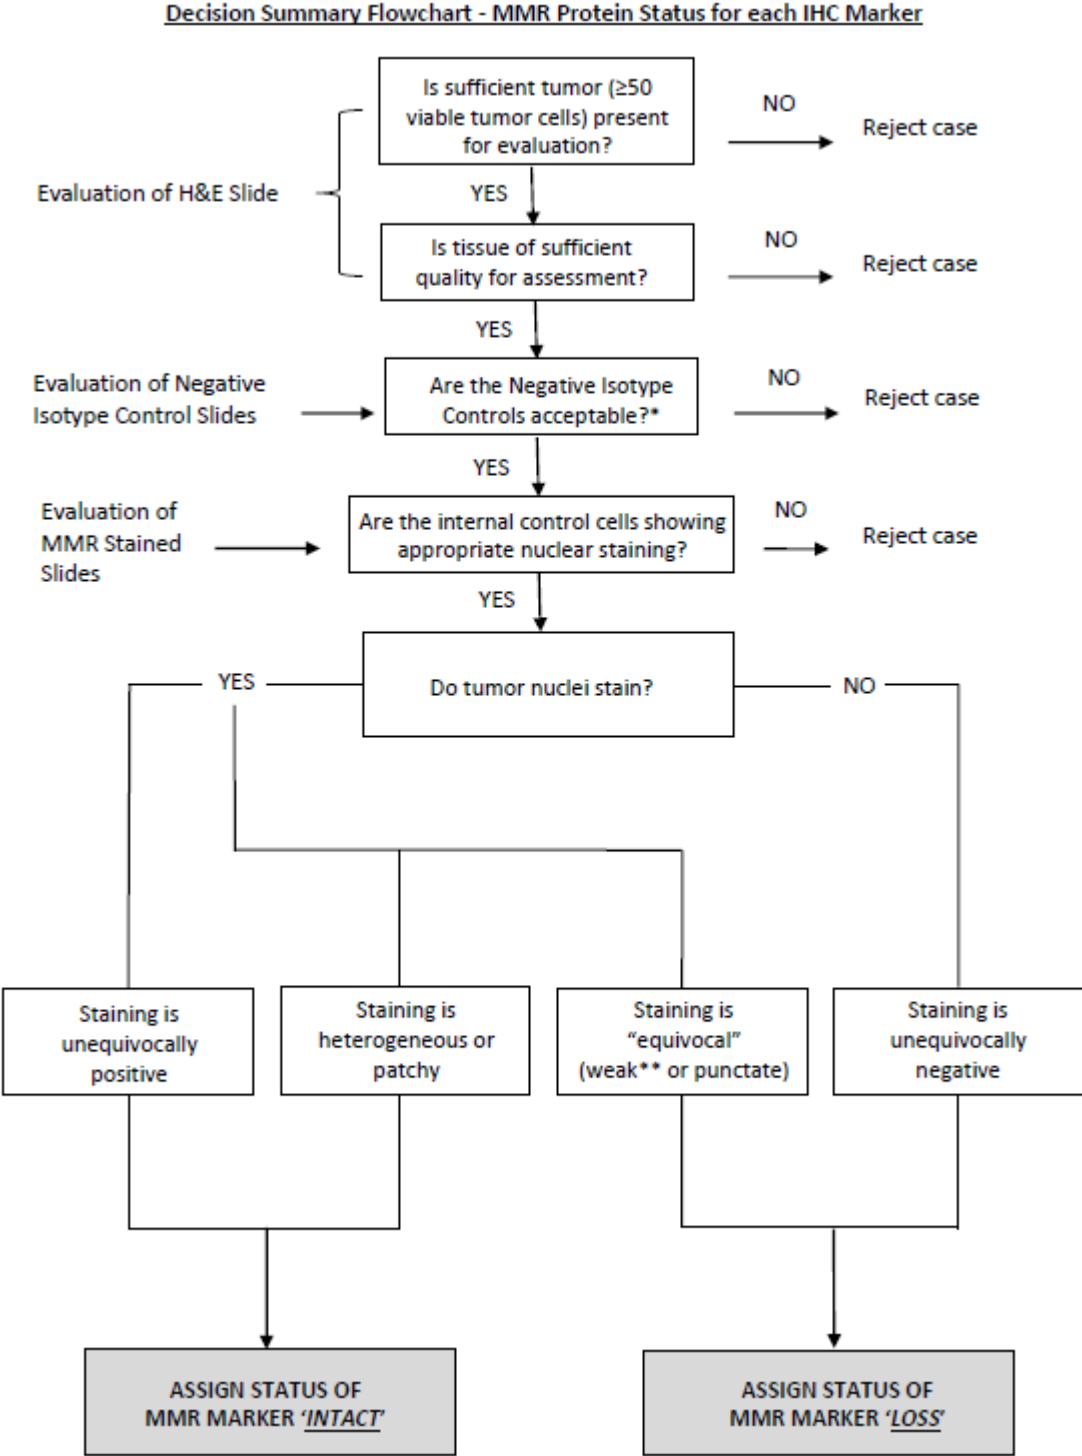 Decision Summary Flowchart - MMR Protein Status for each IHC Marker
Is sufficient tumor (≥50
viable tumor cells) present
for evaluation?
NO
Reject case
Evaluation of H&E Slide
YES
Is tissue of sufficient
quality for assessment?
NO
Reject case
YES
Evaluation of Negative
Isotype Control Slides
Are the Negative Isotype
Controls acceptable?*
NO
Reject case
YES
Evaluation of
MMR Stained
Slides
Are the internal control cells showing
appropriate nuclear staining?
NO
Reject case
YES
YES
Do tumor nuclei stain?
NO
Staining is
unequivocally
positive
Staining is
heterogeneous or
patchy
Staining is
“equivocal”
(weak** or punctate)
Staining is
unequivocally
negative
ASSIGN STATUS OF
MMR MARKER ‘INTACT’
ASSIGN STATUS OF
MMR MARKER ‘LOSS’